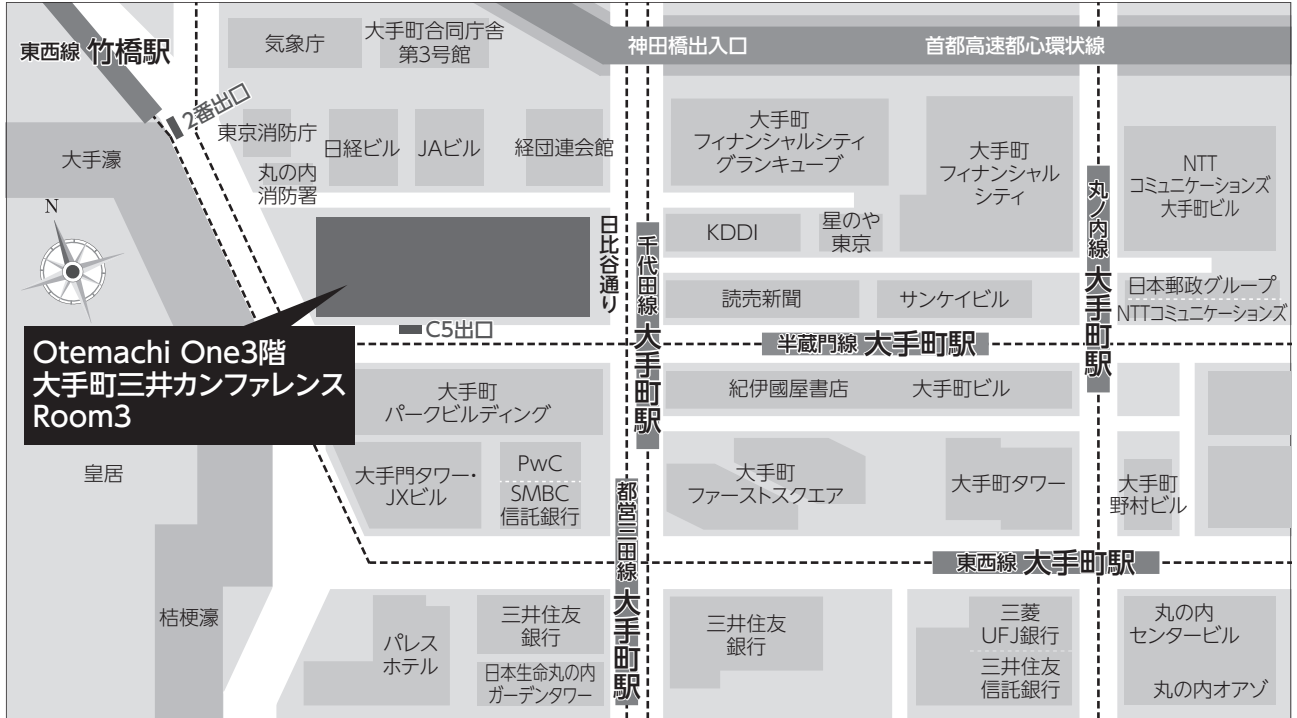 東西線 竹橋駅
2番出口
気象庁
大手町合同庁舎
第3号館
神田橋出入口
首都高速都心環状線
大手濠
東京消防庁
丸の内
消防署
日経ビル
JAビル
経団連会館
大手町
フィナンシャルシティ
グランキューブ
大手町
フィナンシャル
シティ
NTT
コミュニケーションズ
大手町ビル
N
日比谷通り
千代田線 大手町駅
KDDI
星のや
東京
丸ノ内線 大手町駅
読売新聞
サンケイビル
日本郵政グループ
NTTコミュニケーションズ
C5出口
半蔵門線 大手町駅
Otemachi One3階
大手町三井カンファレンス
Room3
大手町
パークビルディング
紀伊國屋書店
大手町ビル
皇居
大手門タワー・
JXビル
PwC
SMBC
信託銀行
都営三田線 大手町駅
大手町
ファーストスクエア
大手町タワー
大手町
野村ビル
東西線 大手町駅
桔梗濠
パレス
ホテル
三井住友
銀行
日本生命丸の内
ガーデンタワー
三井住友
銀行
三菱
UFJ銀行
三井住友
信託銀行
丸の内
センタービル
丸の内オアゾ